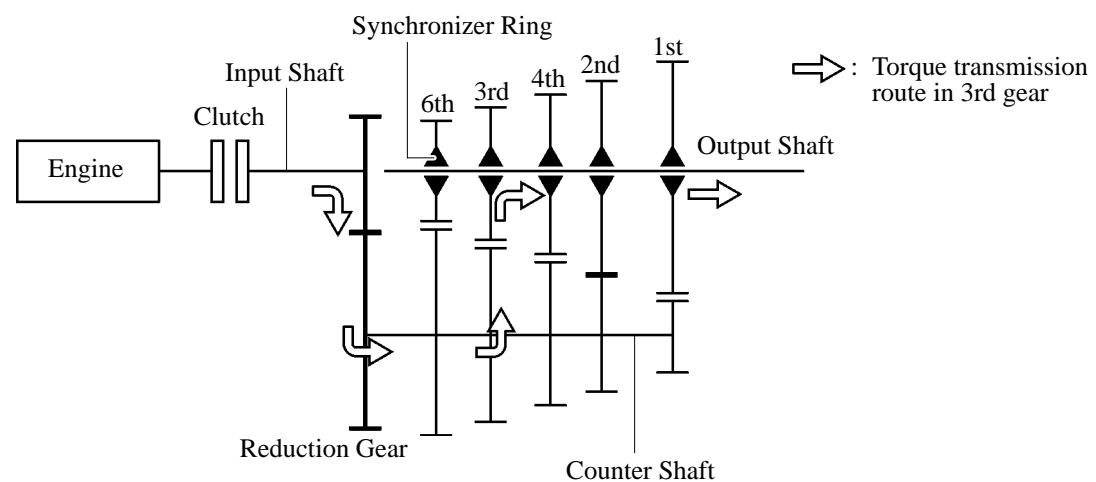 Synchronizer Ring
1st
Input Shaft
2nd
4th
3rd
6th
: Torque transmission
route in 3rd gear
Clutch
Engine
Output Shaft
Reduction Gear
Counter Shaft